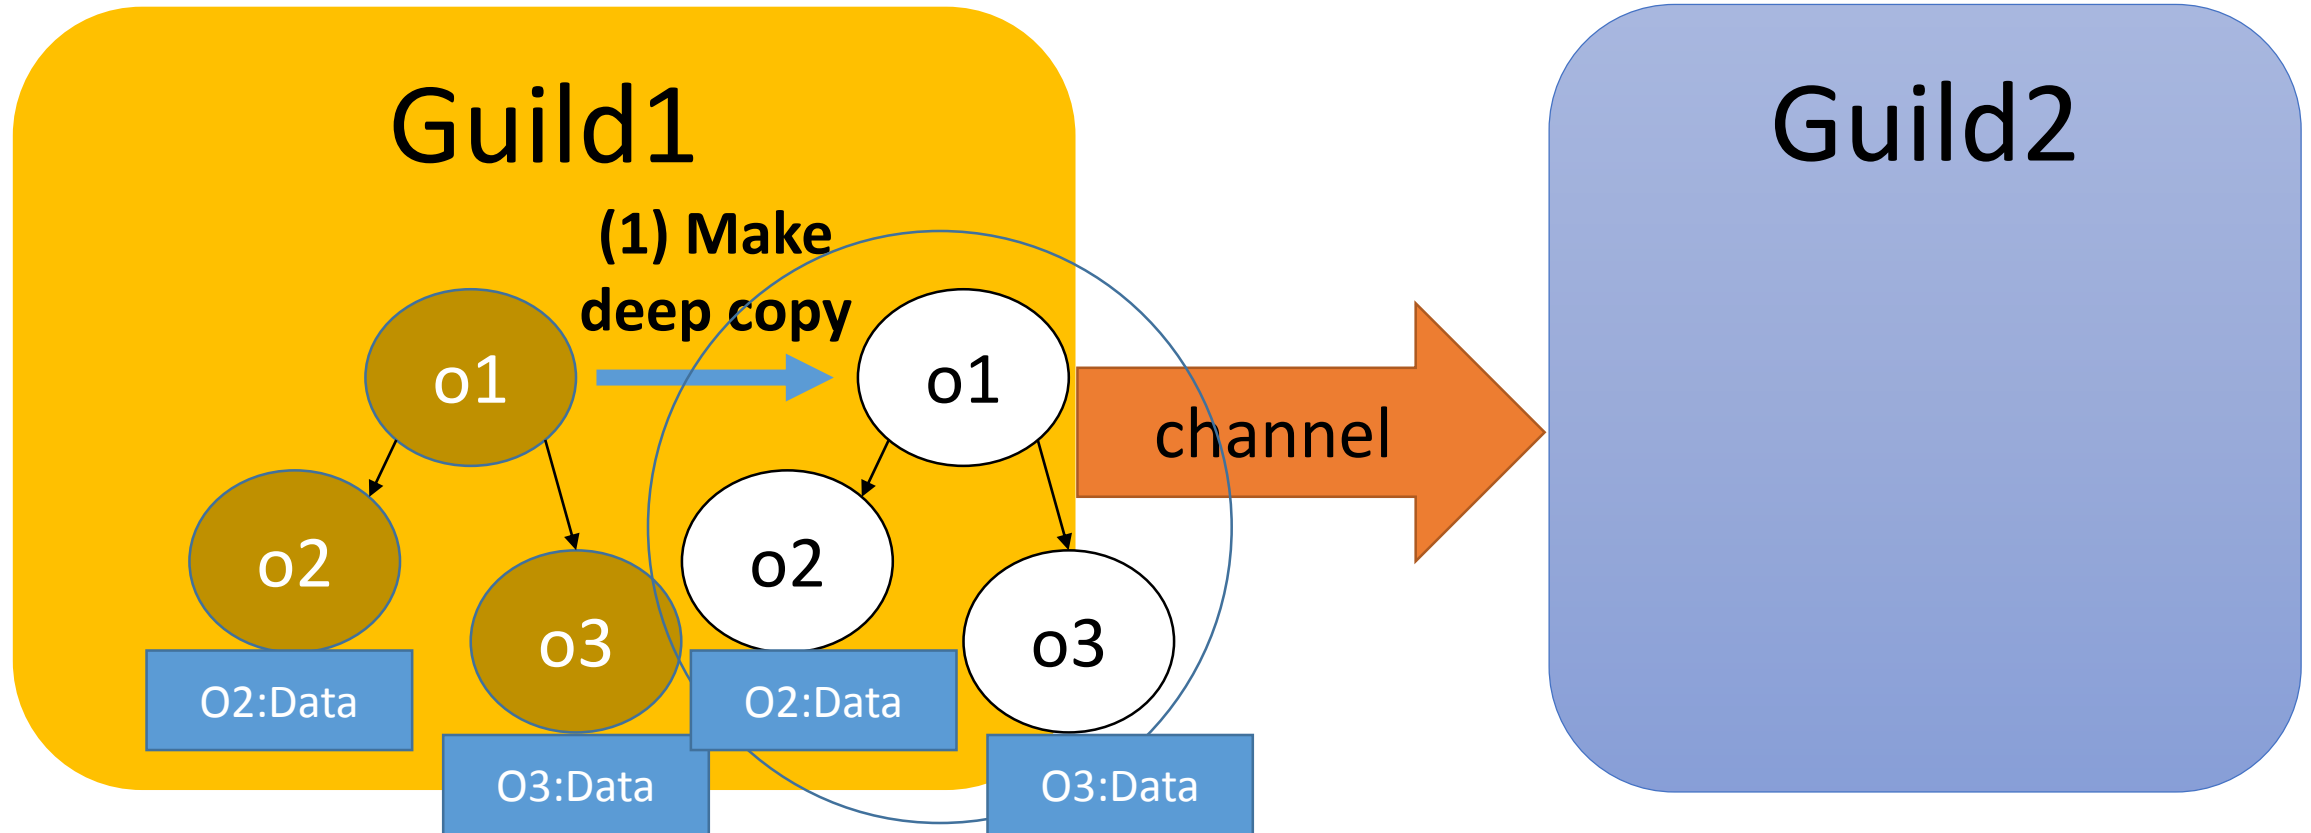 Guild1
Guild2
(1) Make
deep copy
o1
o1
channel
o2
o2
o3
o3
O2:Data
O2:Data
O3:Data
O3:Data